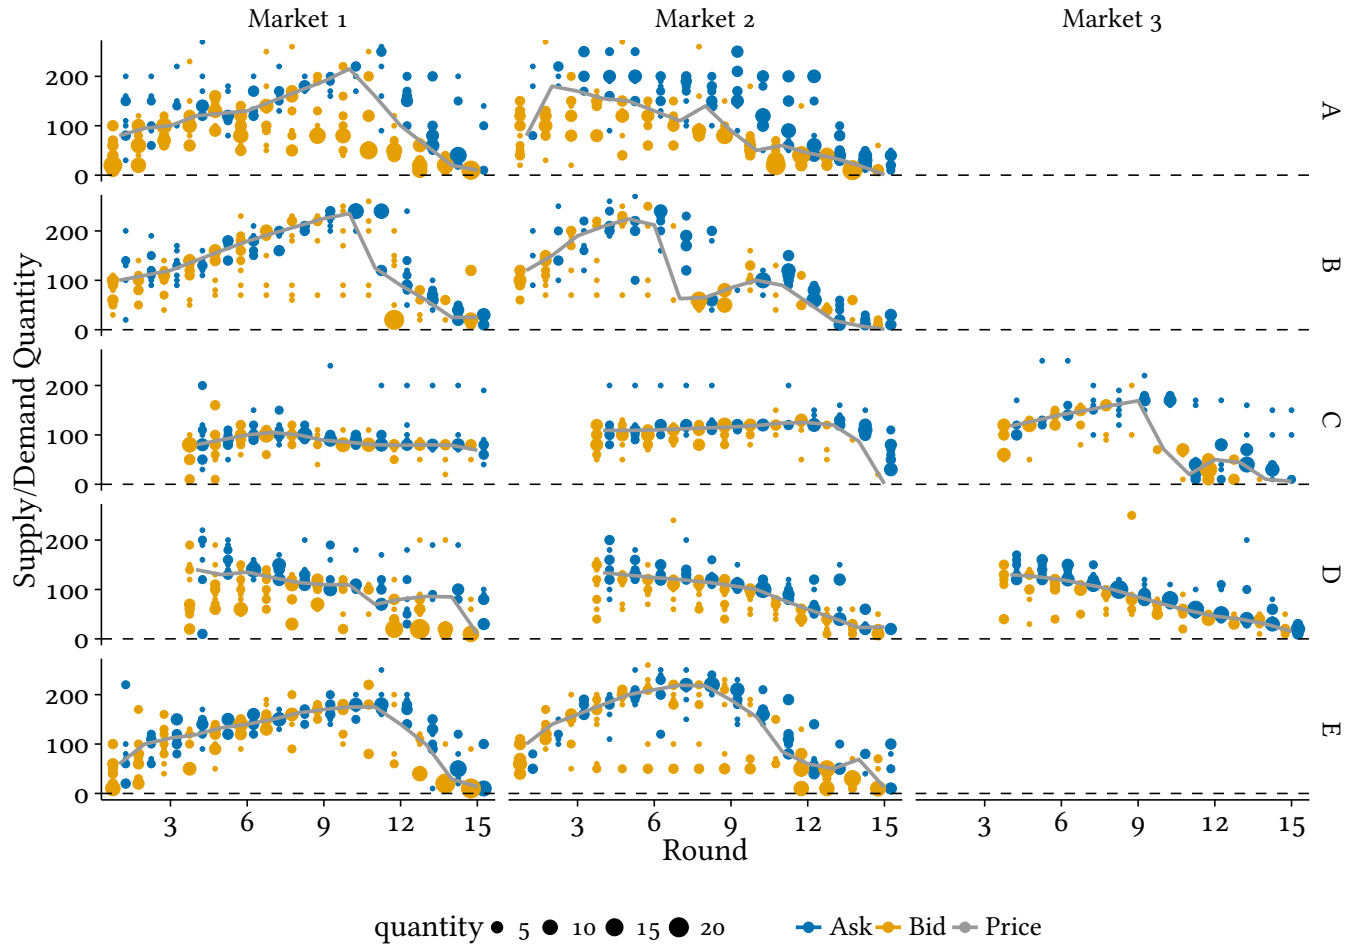 Market 1 Market 2 Market 3
Supply/Demand Quantity
200
100
0
A
200
100
0
B
200
100
0
C
200
100
0
D
200
100
0
E
3 6 9 12 15 3 6 9 12 15 3 6 9 12 15
Round
quantity 5 10 15 20 Ask Bid Price